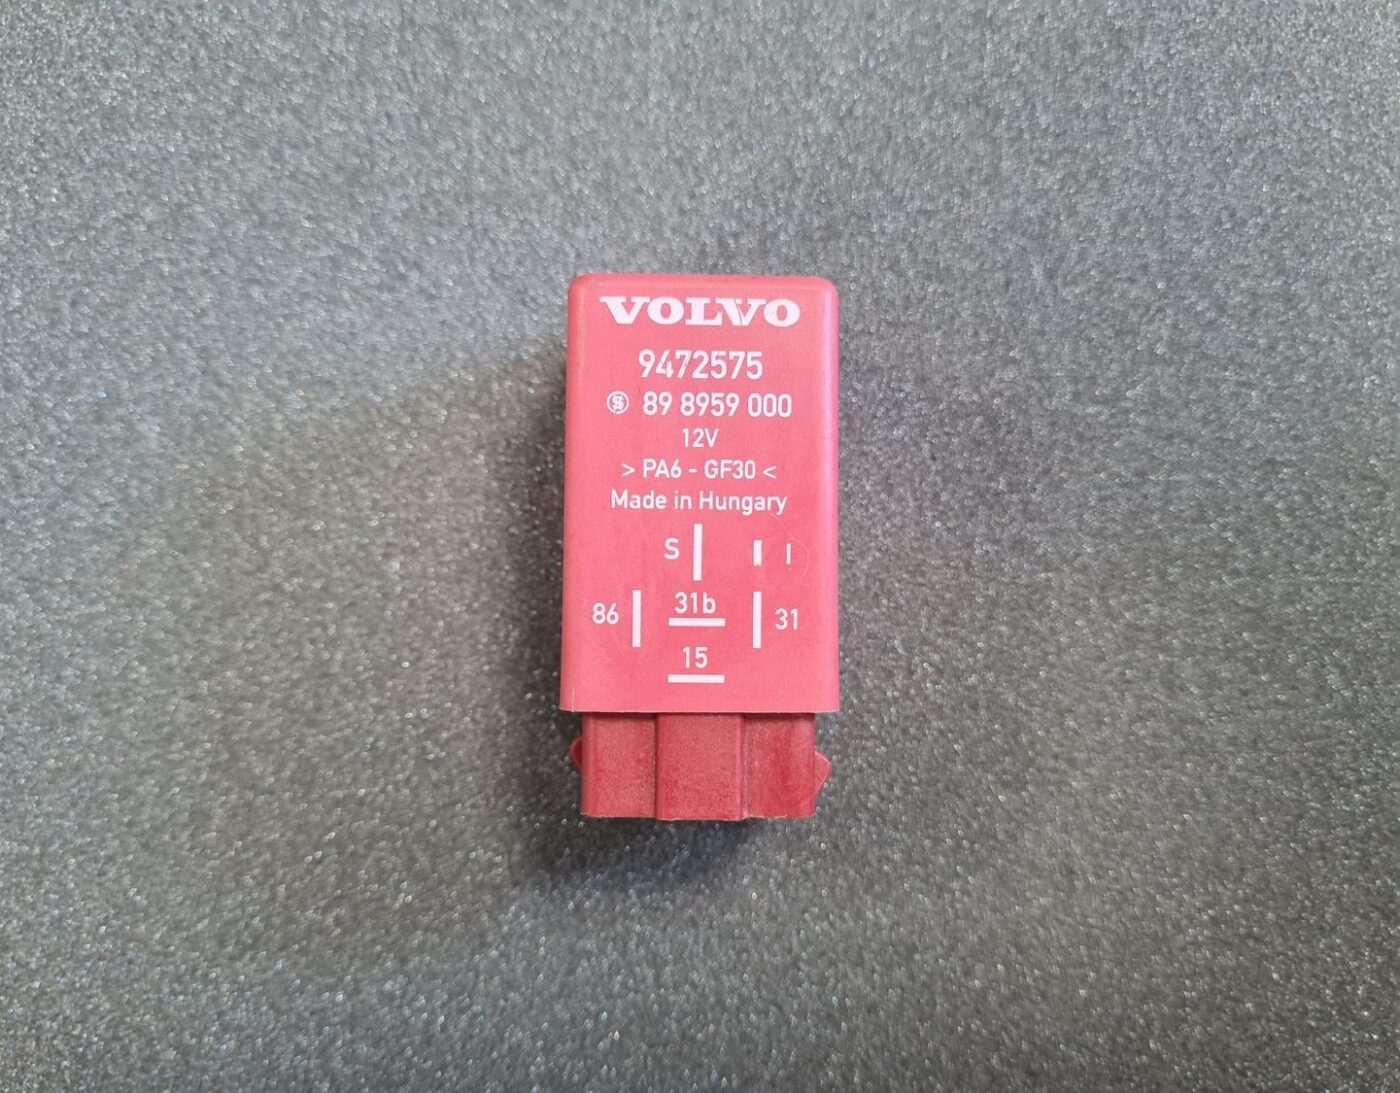 VOLVO
9472575
89 8959 000
12V
> PA6 - GF30 <
Made in Hungary
S I
86 31b 31
15